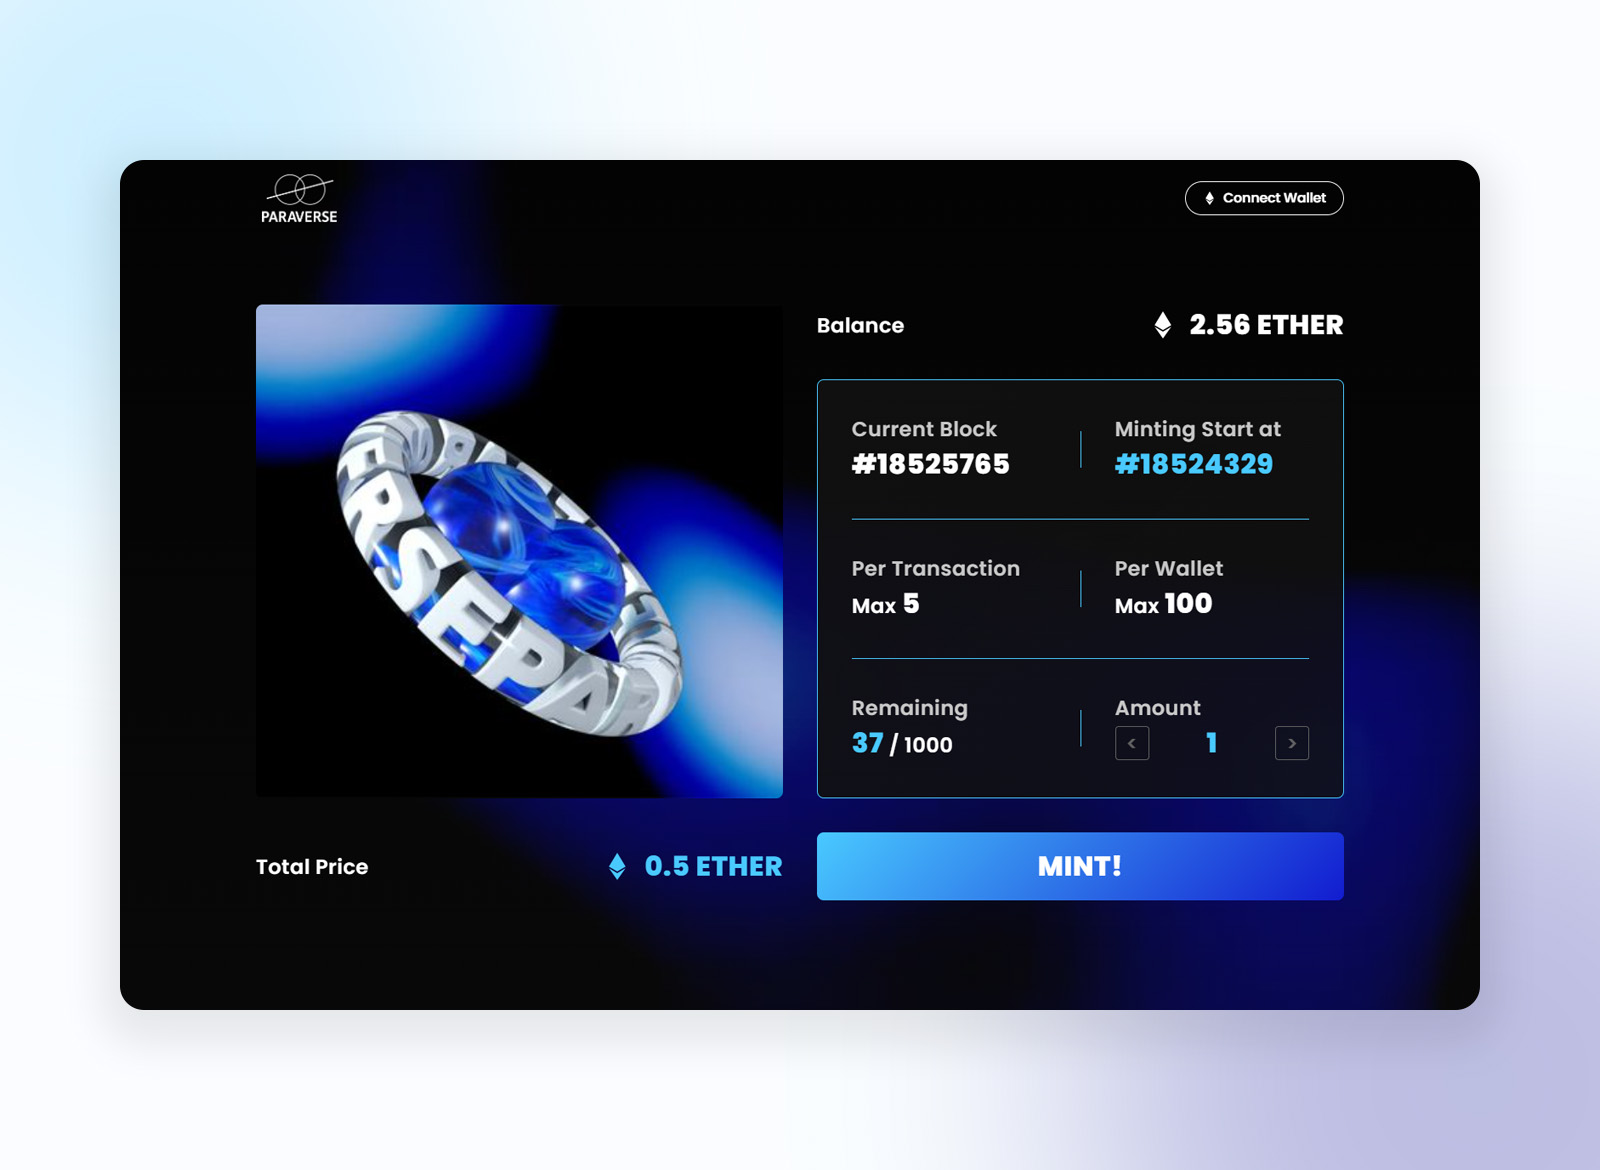 PARAVERSE
Connect Wallet
Balance
2.56 ETHER
Current Block
#18525765
Minting Start at
#18524329
Per Transaction
Max 5
Per Wallet
Max 100
Remaining
37 / 1000
Amount
< 1 >
ERSEPAR
Total Price
0.5 ETHER
MINT!